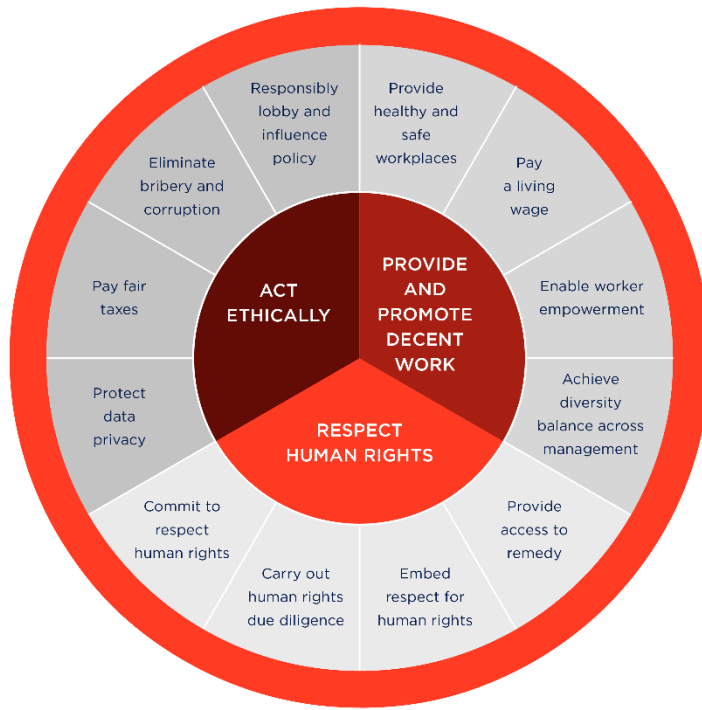 Responsibly
lobby and
influence
policy
Provide
healthy and
safe
workplaces
Eliminate
bribery and
corruption
Pay
a living
wage
Pay fair
taxes
Enable worker
empowerment
Protect
data
privacy
Achieve
diversity
balance across
management
Commit to
respect
human rights
Carry out
human rights
due diligence
Embed
respect for
human rights
Provide
access to
remedy
ACT
ETHICALLY
PROVIDE
AND
PROMOTE
DECENT
WORK
RESPECT
HUMAN RIGHTS